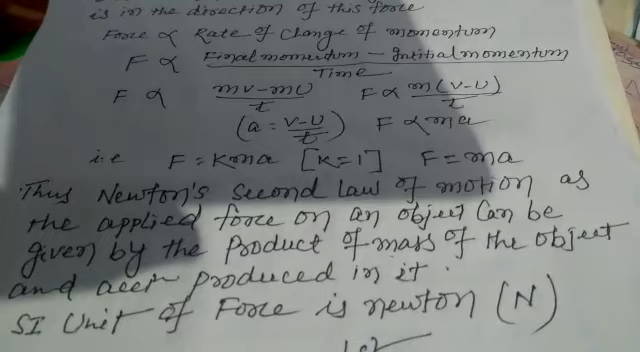 is in the direction of this force
Force ∝ Rate of Change of momentum
F ∝ Final momentum - Initial momentum / Time
F ∝ mv-mu / t F ∝ m(v-u) / t
(a = v-u / t) F ∝ ma
i.e F = Kma [K=1] F = ma
Thus Newton's Second law of motion as
the applied force on an object Can be
given by the Product of mass of the object
and accn produced in it.
SI Unit of Force is newton (N)